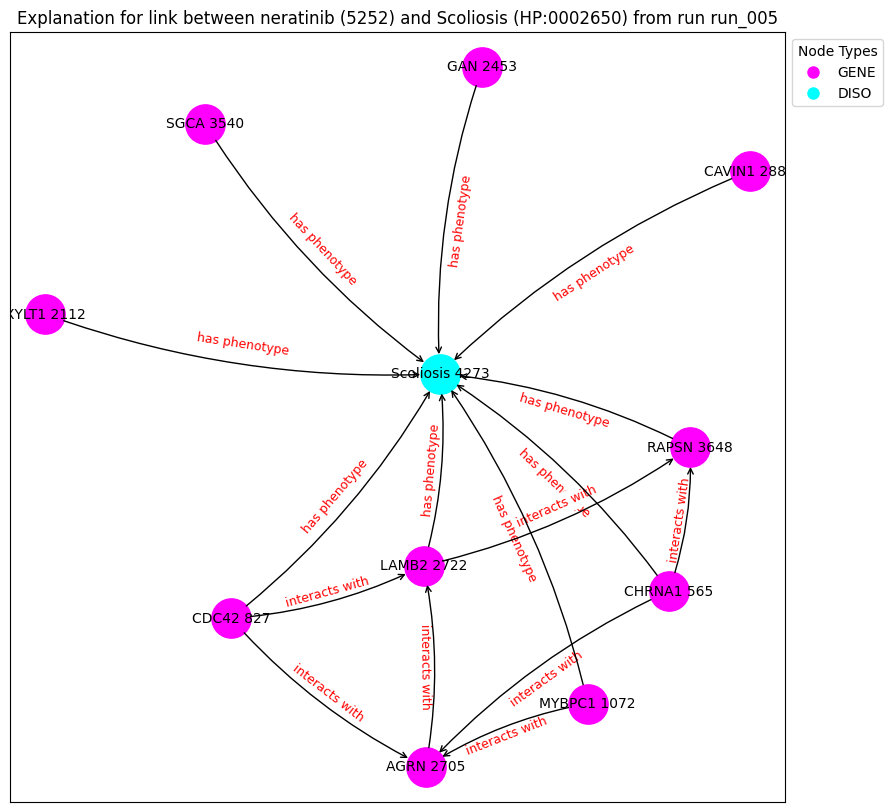 Explanation for link between neratinib (5252) and Scoliosis (HP:0002650) from run run_005
Node Types
GENE
DISO
GAN 2453
SGCA 3540
CAVIN1 288
has phenotype
has phenotype
has phenotype
XYLT1 2112
has phenotype
Scoliosis 4273
has phenotype
RAPSN 3648
has phenotype
has phenotype
has phen
interacts with
has phenotype
interacts with
LAMB2 2722
CHRNA1 565
interacts with
CDC42 827
interacts with
interacts with
interacts with
MYBPC1 1072
interacts with
AGRN 2705